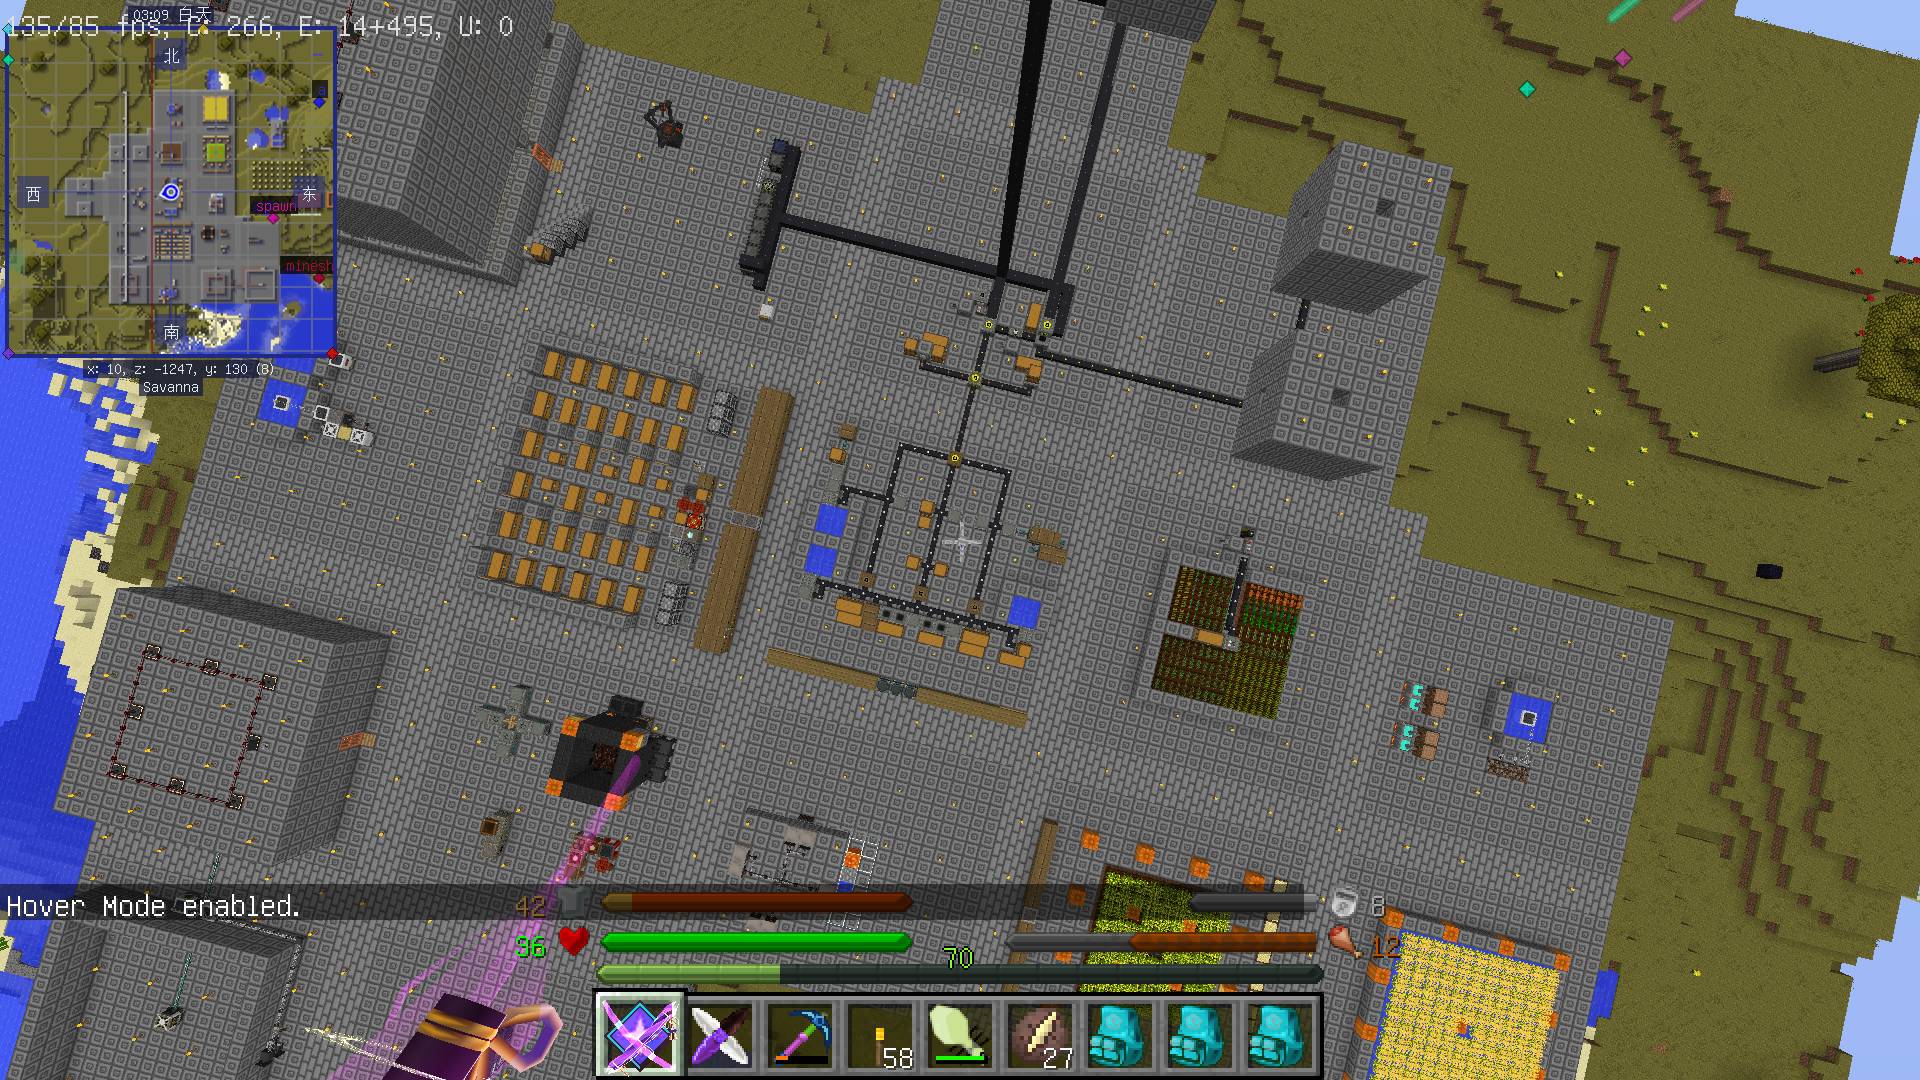 03:09 白天
135/85 fps, C: 266, E: 14+495, U: 0
北
西
东
南
a
spawn
minesh
x: 10, z: -1247, y: 130 (8)
Savanna
Hover Mode enabled.
42
8
96
12
70
58
27